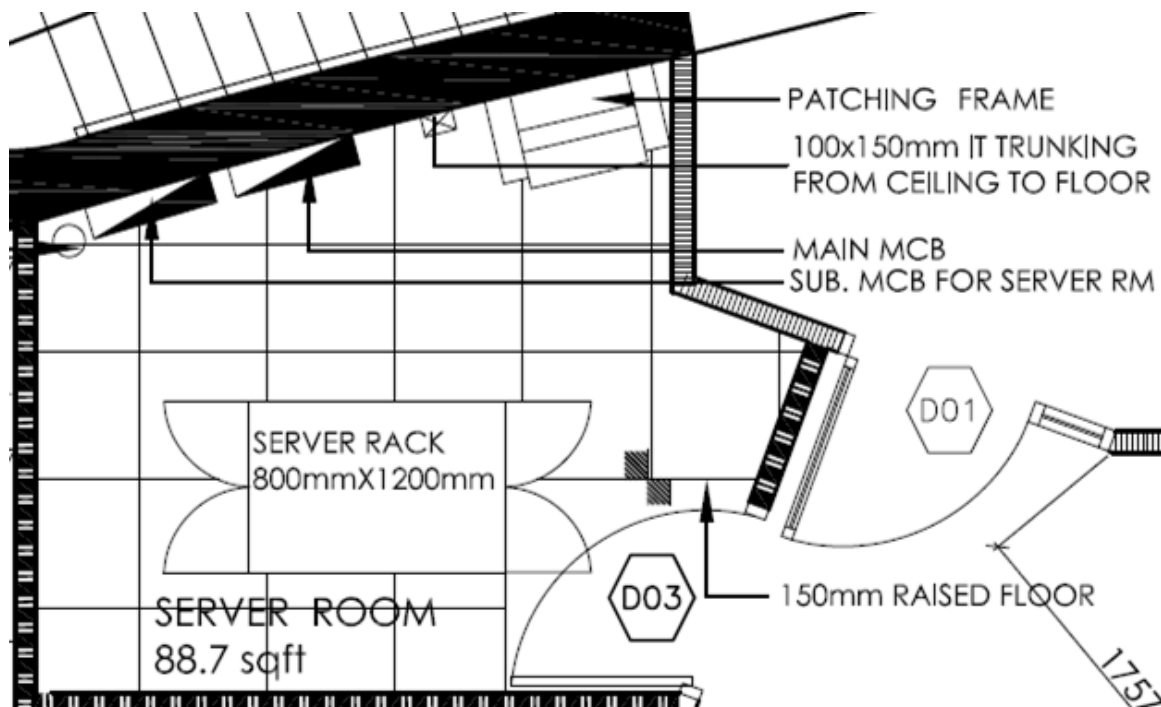 PATCHING FRAME
100x150mm IT TRUNKING
FROM CEILING TO FLOOR
MAIN MCB
SUB. MCB FOR SERVER RM
D01
SERVER RACK
800mmX1200mm
D03
150mm RAISED FLOOR
SERVER ROOM
88.7 sqft
1757